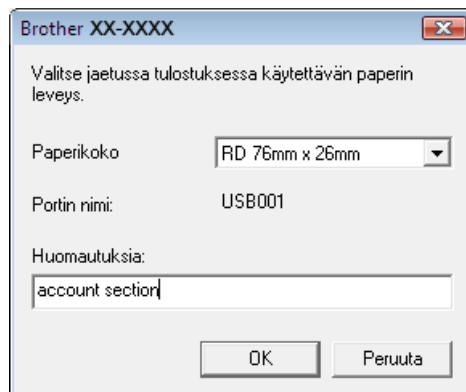 Brother XX-XXXX
Valitse jaetussa tulostuksessa käytettävän paperin
leveys.
Paperikoko RD 76mm x 26mm
Portin nimi: USB001
Huomautuksia:
account section
OK Peruuta